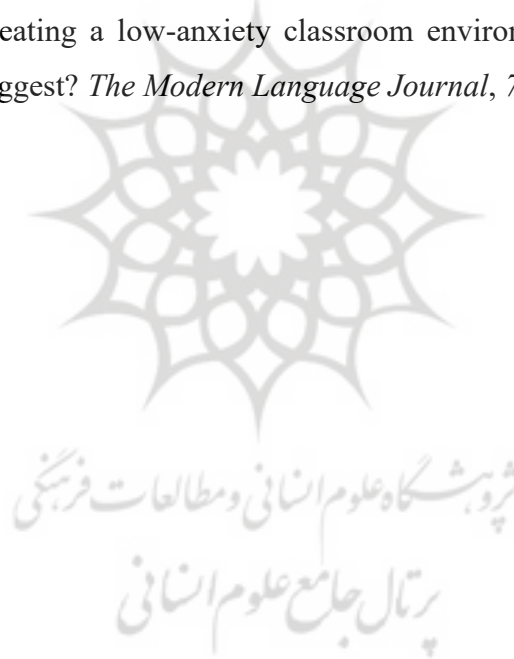 eating a low-anxiety classroom environ
ggest? The Modern Language Journal, 7
پژوهشگاه علوم انسانی و مطالعات فرهنگی
پرتال جامع علوم انسانی